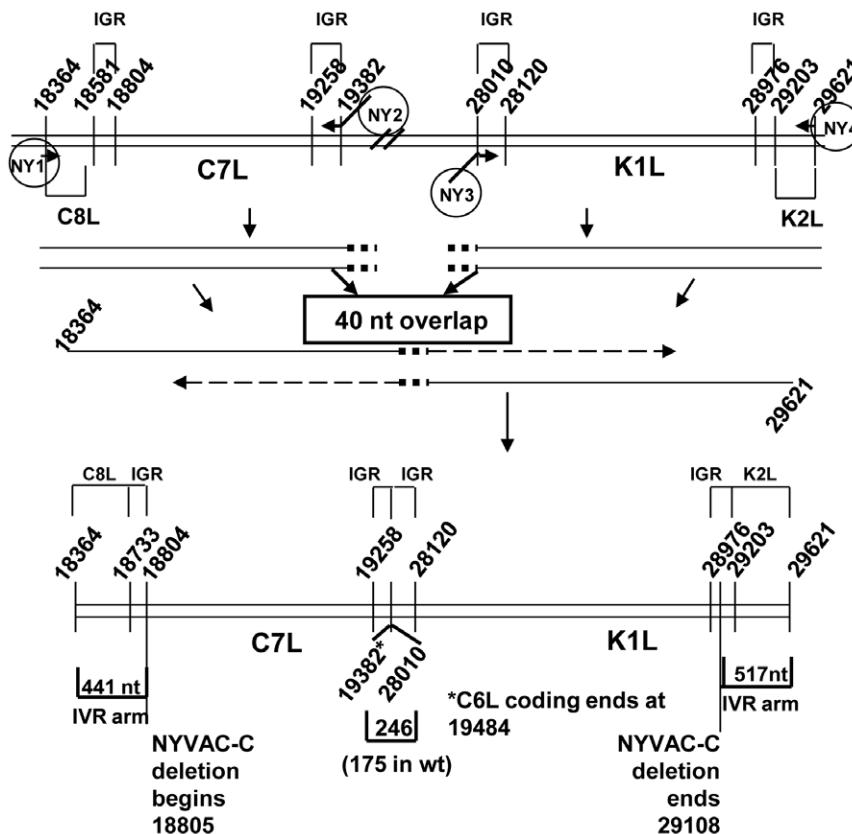 IGR IGR IGR IGR
18364 18581 18804 19258 19382 28010 28120 28976 29203 29621
NY1 NY2 NY3 NY4
C7L K1L
C8L K2L
40 nt overlap
18364
29621
C8L IGR IGR IGR IGR K2L
18364 18733 18804 19258 28120 28976 29203 29621
C7L K1L
19382* 28010
441 nt
IVR arm
246
(175 in wt)
*C6L coding ends at
19484
517nt
IVR arm
NYVAC-C
deletion
begins
18805
NYVAC-C
deletion
ends
29108